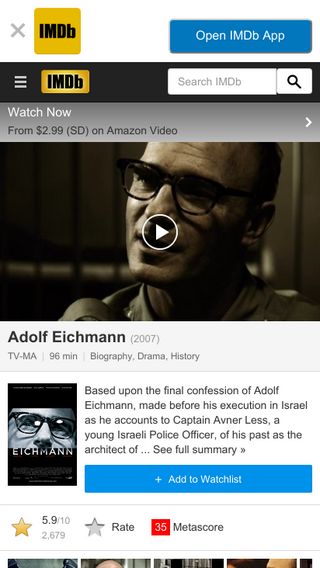 IMDb
Open IMDb App
IMDb
Search IMDb
Watch Now
From $2.99 (SD) on Amazon Video
Adolf Eichmann (2007)
TV-MA | 96 min | Biography, Drama, History
EICHMANN
Based upon the final confession of Adolf
Eichmann, made before his execution in Israel
as he accounts to Captain Avner Less, a
young Israeli Police Officer, of his past as the
architect of ... See full summary »
+ Add to Watchlist
5.9/10
2,679
Rate
35 Metascore